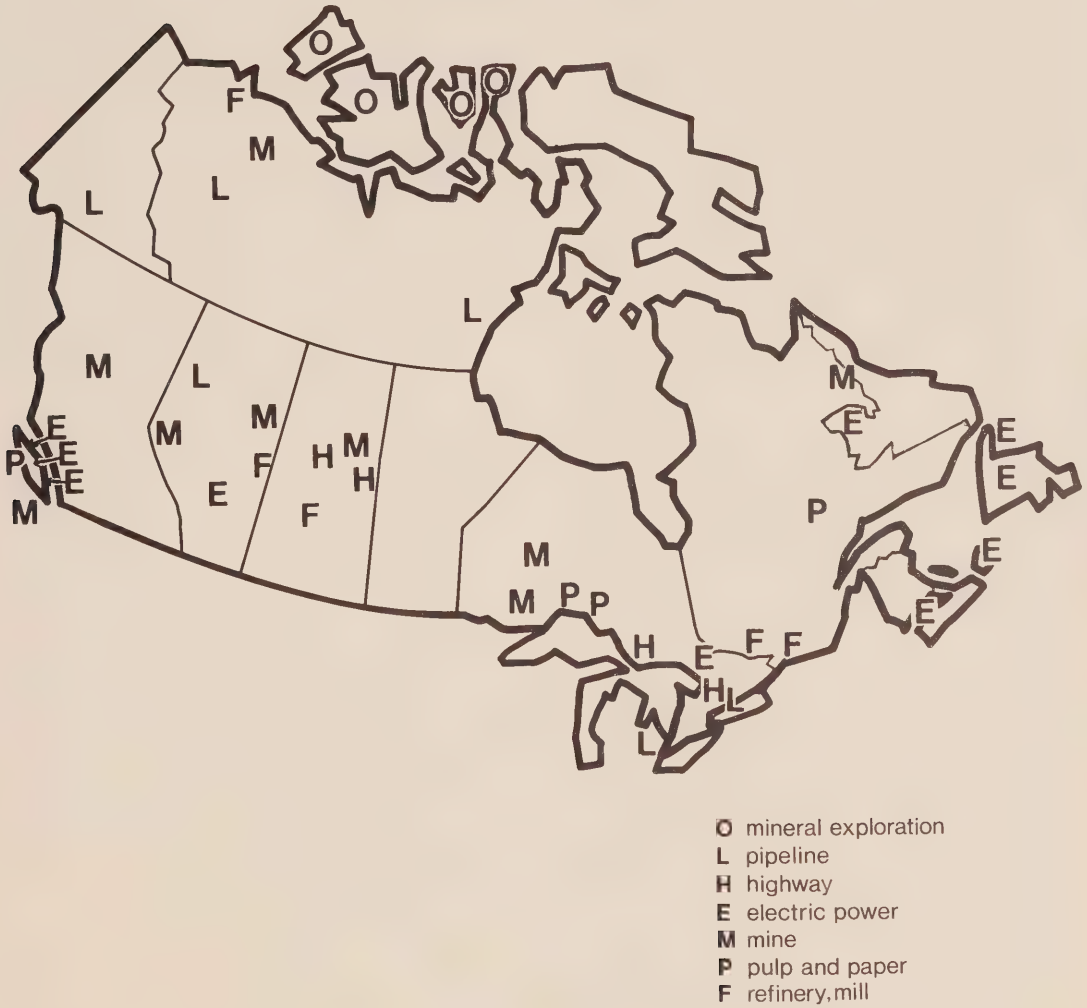 O
O
O
O
F
M
L
L
L
M
L
M
E
M
M
E
H
M
E
P
E
F
H
E
E
E
E
M
F
P
M
E
M
P
P
E
H
E
F
F
H
L
L
O mineral exploration
L pipeline
H highway
E electric power
M mine
P pulp and paper
F refinery, mill